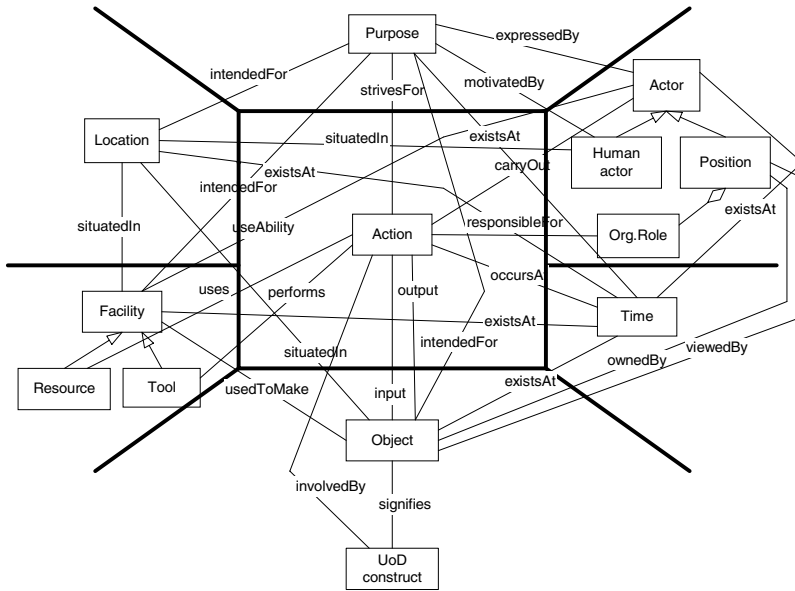 Purpose
expressedBy
intendedFor
motivatedBy
strivesFor
Actor
Location
situatedIn
existsAt
Human
actor
Position
carryOut
existsAt
intendedFor
existsAt
situatedIn
useAbility
Action
responsibleFor
Org.Role
occursAt
uses
performs
output
Facility
existsAt
Time
situatedIn
intendedFor
viewedBy
ownedBy
Resource
Tool
usedToMake
input
existsAt
Object
involvedBy
signifies
UoD
construct